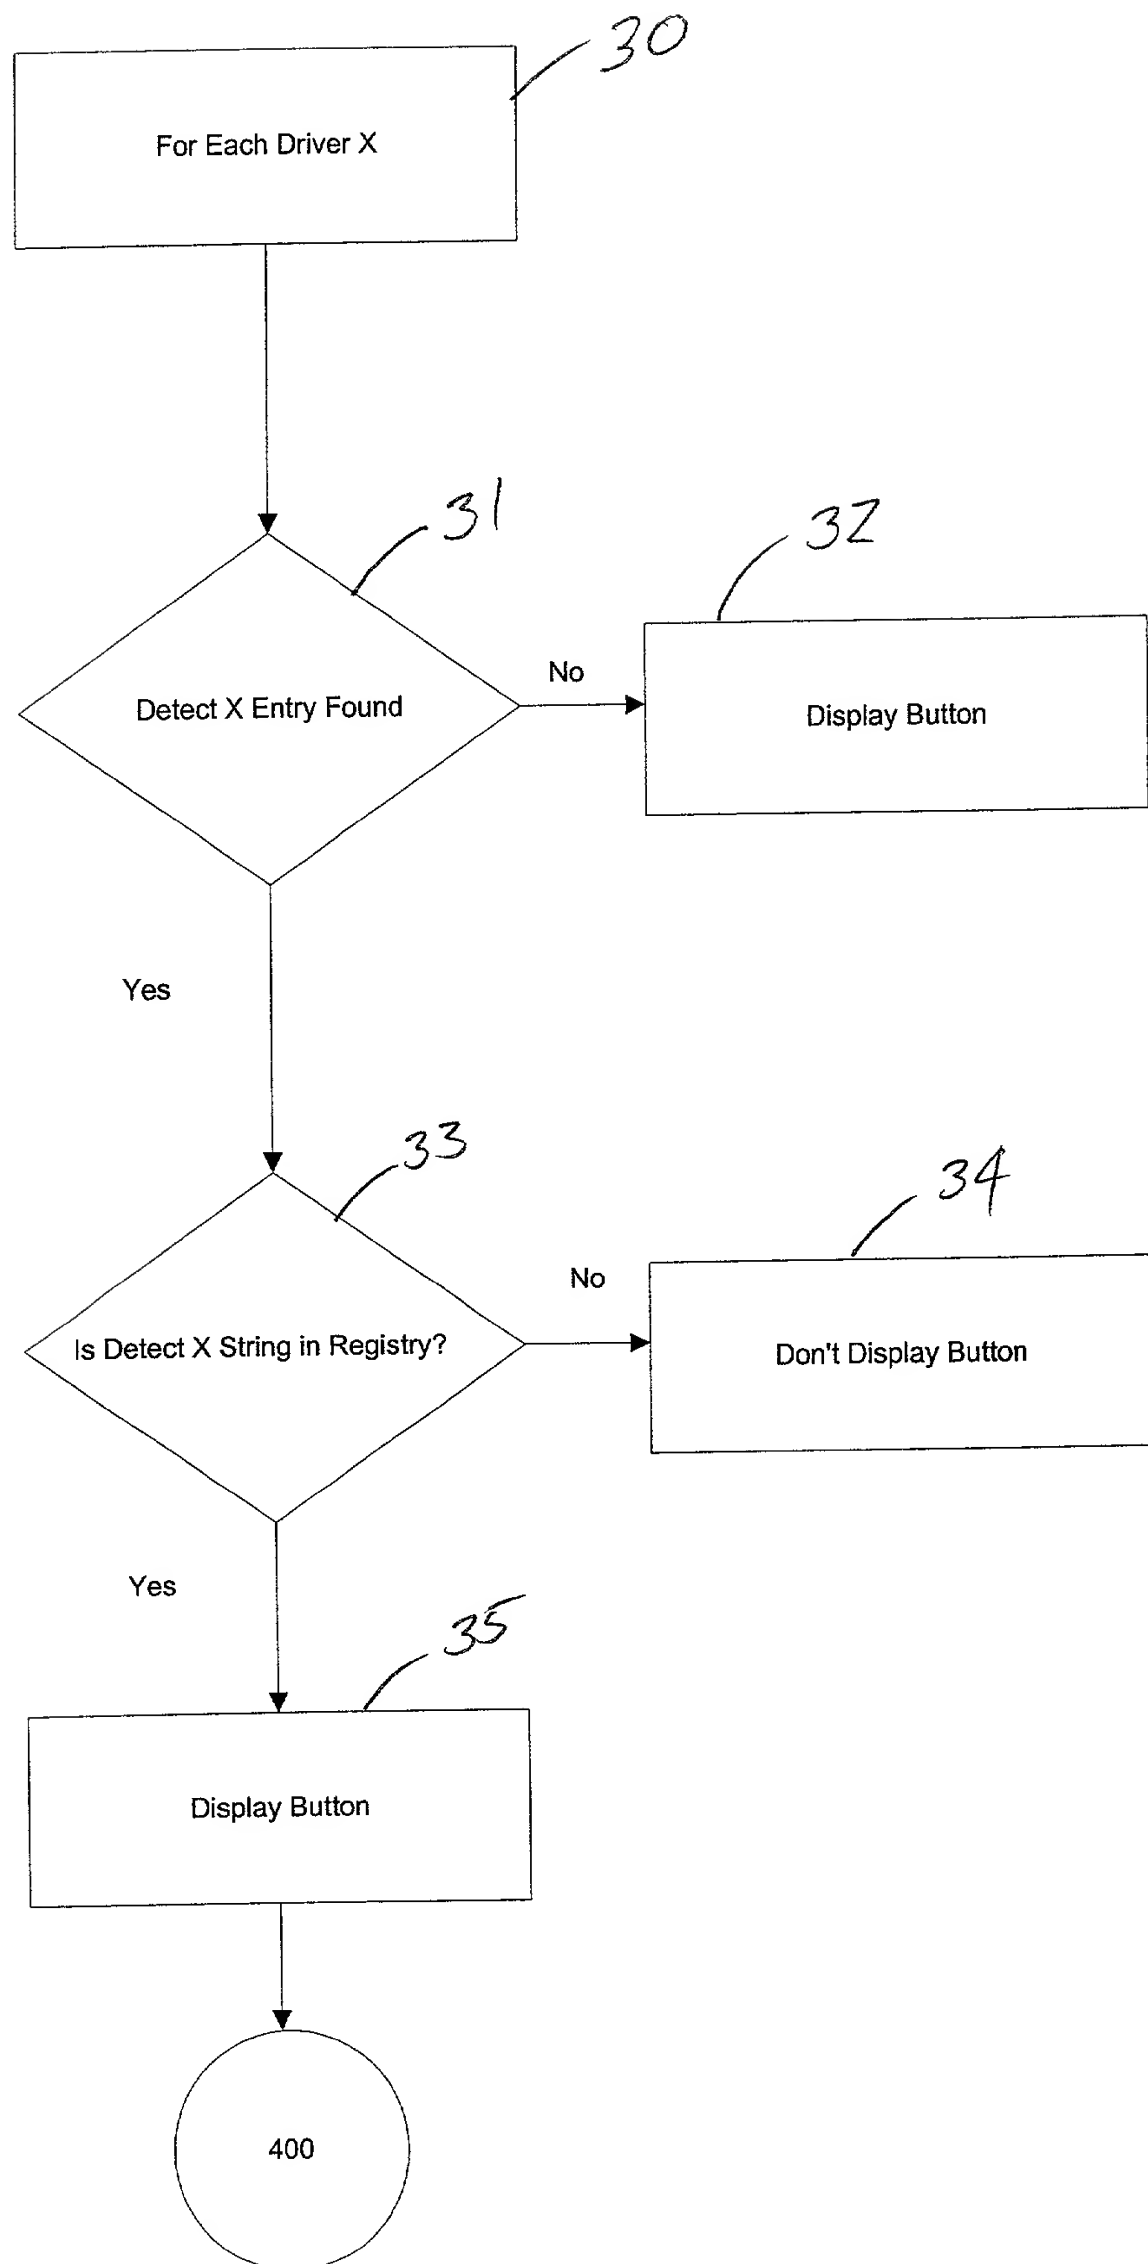 30
For Each Driver X
31
32
Detect X Entry Found
No
Display Button
Yes
33
34
Is Detect X String in Registry?
No
Don't Display Button
Yes
35
Display Button
400